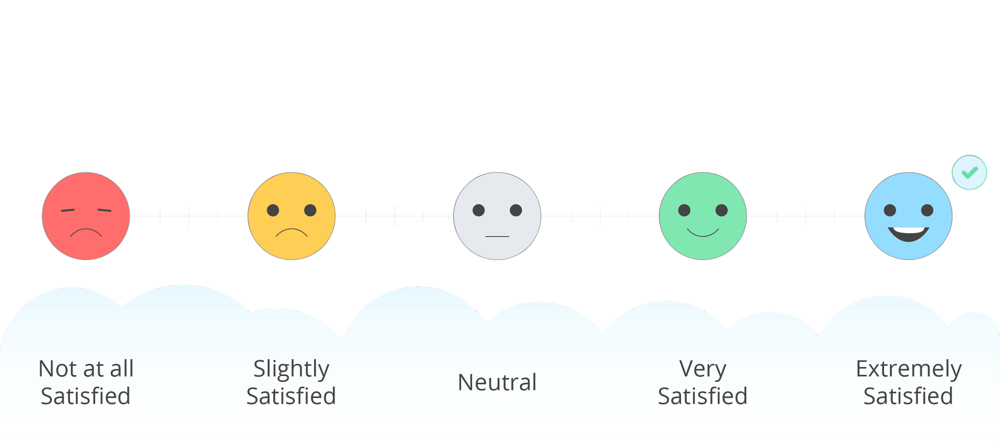 Not at all
Satisfied
Slightly
Satisfied
Neutral
Very
Satisfied
Extremely
Satisfied